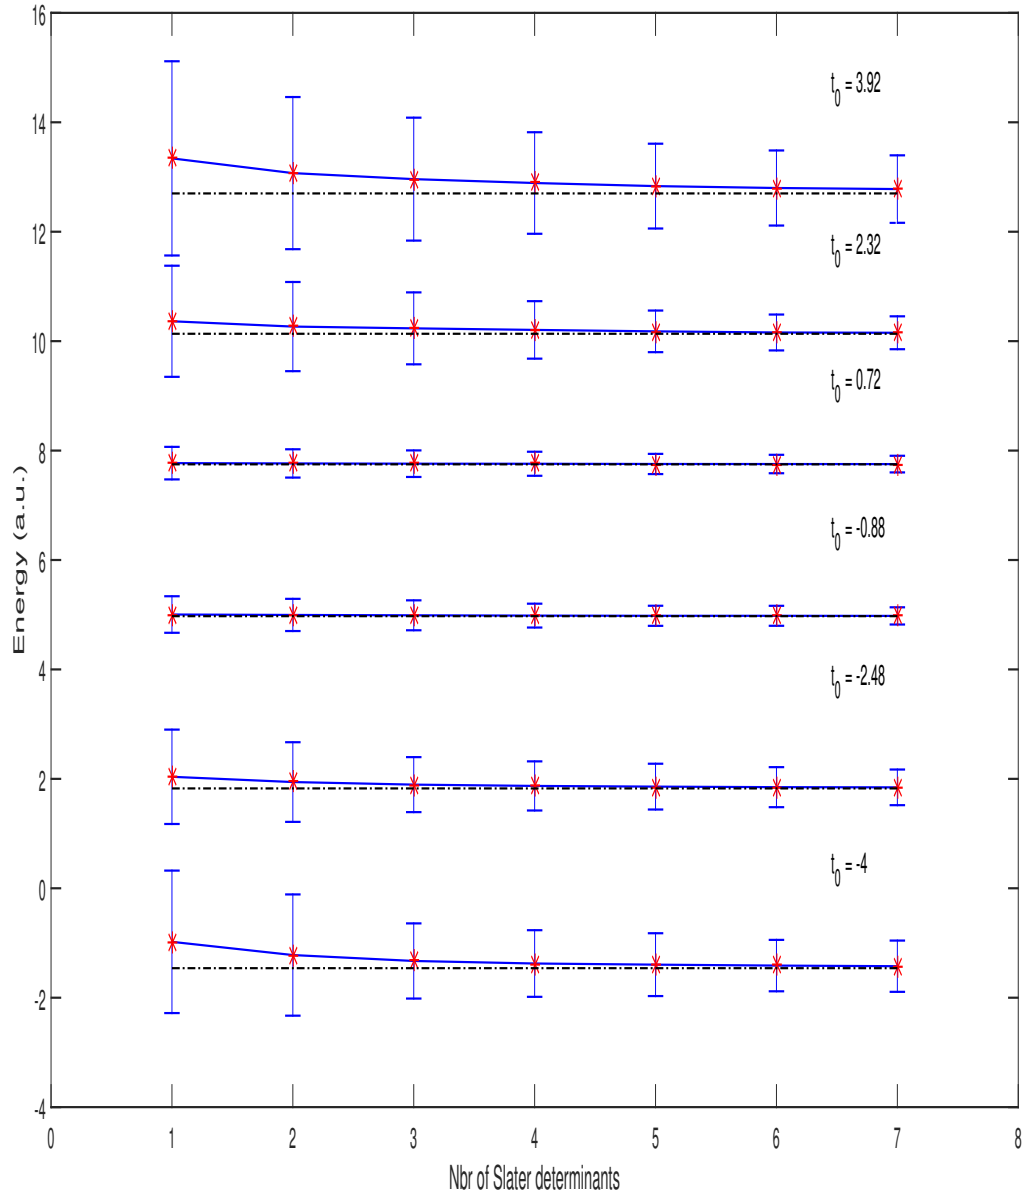 16
14
12
10
8
6
4
2
0
-2
-4
Energy (a.u.)
t0 = 3.92
t0 = 2.32
t0 = 0.72
t0 = -0.88
t0 = -2.48
t0 = -4
0 1 2 3 4 5 6 7 8
Nbr of Slater determinants